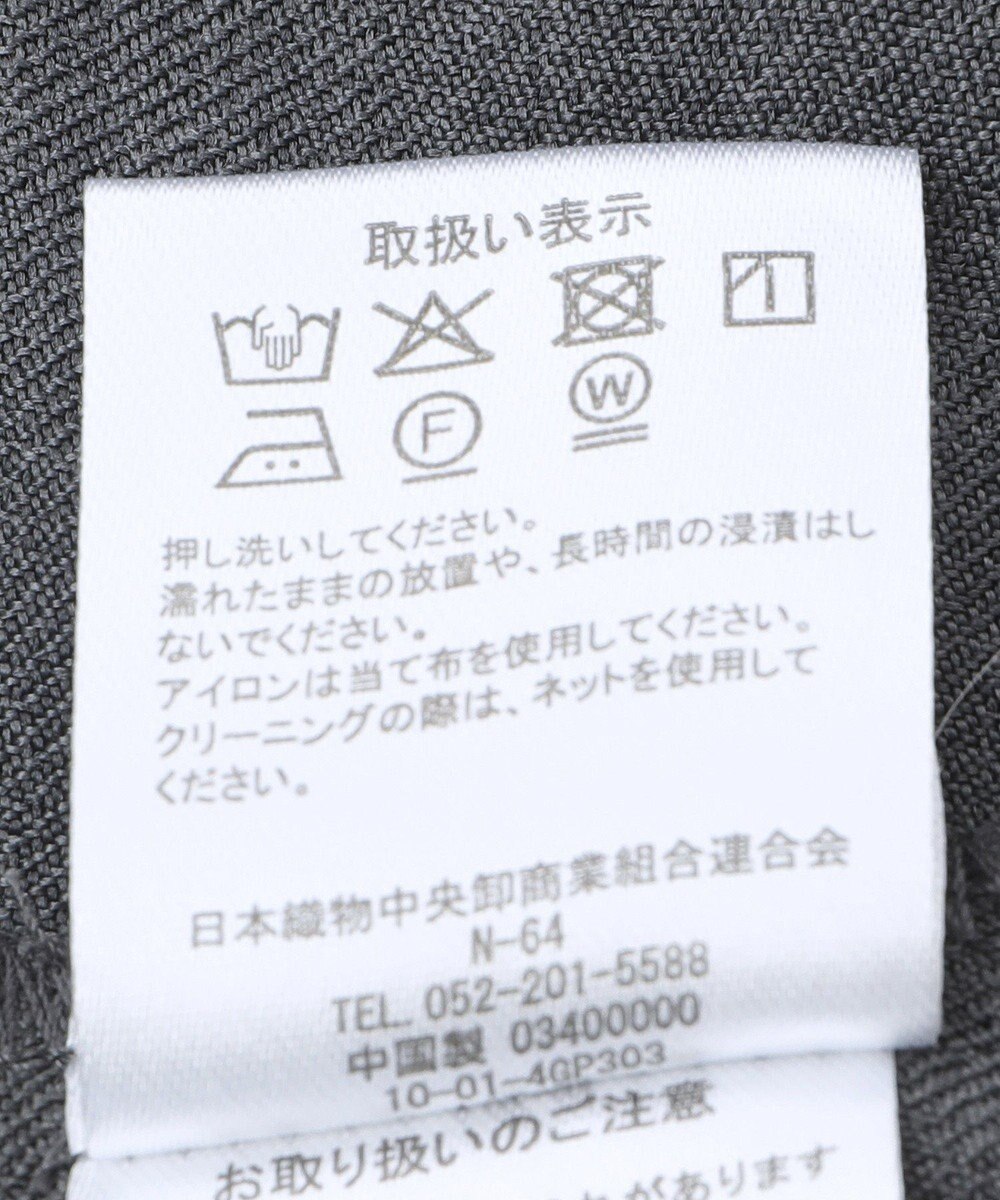 取扱い表示
F
W
押し洗いしてください。
濡れたままの放置や、長時間の浸漬はし
ないでください。
アイロンは当て布を使用してください。
クリーニングの際は、ネットを使用して
ください。
日本織物中央卸商業組合連合会
N-64
TEL. 052-201-5588
中国製 03400000
10-01-4GP303
お取り扱いのご注意
があります